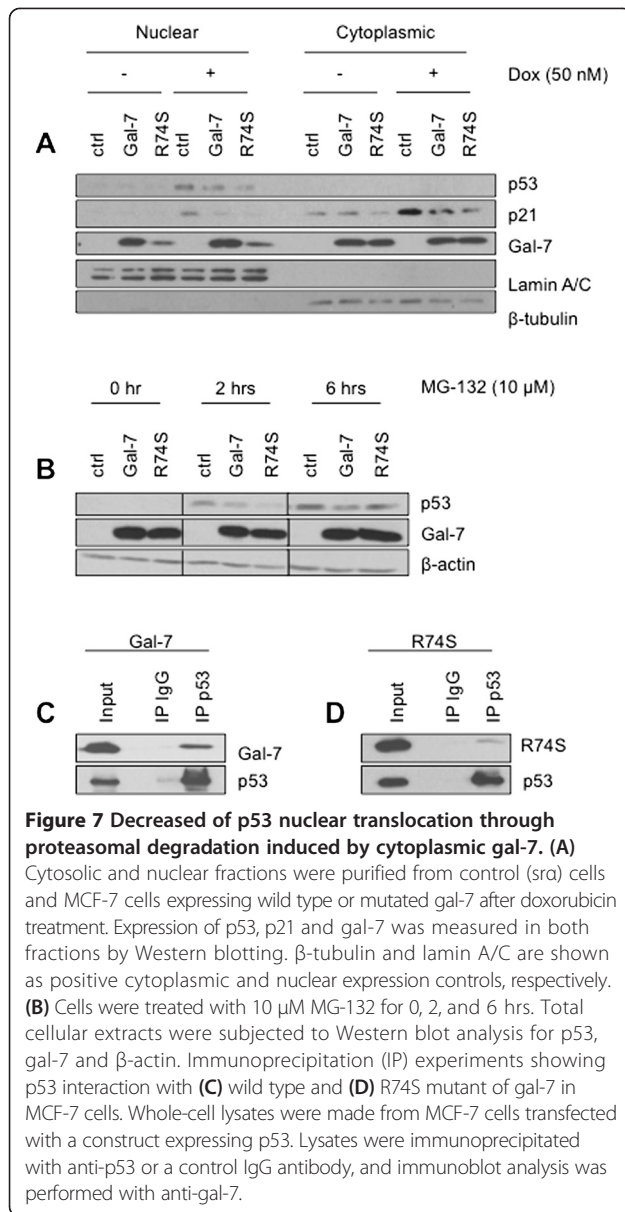 Nuclear Cytoplasmic
- + - + Dox (50 nM)
ctrl Gal-7 R74S ctrl Gal-7 R74S ctrl Gal-7 R74S ctrl Gal-7 R74S
A
p53
p21
Gal-7
Lamin A/C
β-tubulin
0 hr 2 hrs 6 hrs MG-132 (10 µM)
ctrl Gal-7 R74S ctrl Gal-7 R74S ctrl Gal-7 R74S
B
p53
Gal-7
β-actin
Gal-7
Input IP IgG IP p53
C
Gal-7
p53
R74S
Input IP IgG IP p53
D
R74S
p53
Figure 7 Decreased of p53 nuclear translocation through
proteasomal degradation induced by cytoplasmic gal-7. (A)
Cytosolic and nuclear fractions were purified from control (srα) cells
and MCF-7 cells expressing wild type or mutated gal-7 after doxorubicin
treatment. Expression of p53, p21 and gal-7 was measured in both
fractions by Western blotting. β-tubulin and lamin A/C are shown
as positive cytoplasmic and nuclear expression controls, respectively.
(B) Cells were treated with 10 μM MG-132 for 0, 2, and 6 hrs. Total
cellular extracts were subjected to Western blot analysis for p53,
gal-7 and β-actin. Immunoprecipitation (IP) experiments showing
p53 interaction with (C) wild type and (D) R74S mutant of gal-7 in
MCF-7 cells. Whole-cell lysates were made from MCF-7 cells transfected
with a construct expressing p53. Lysates were immunoprecipitated
with anti-p53 or a control IgG antibody, and immunoblot analysis was
performed with anti-gal-7.